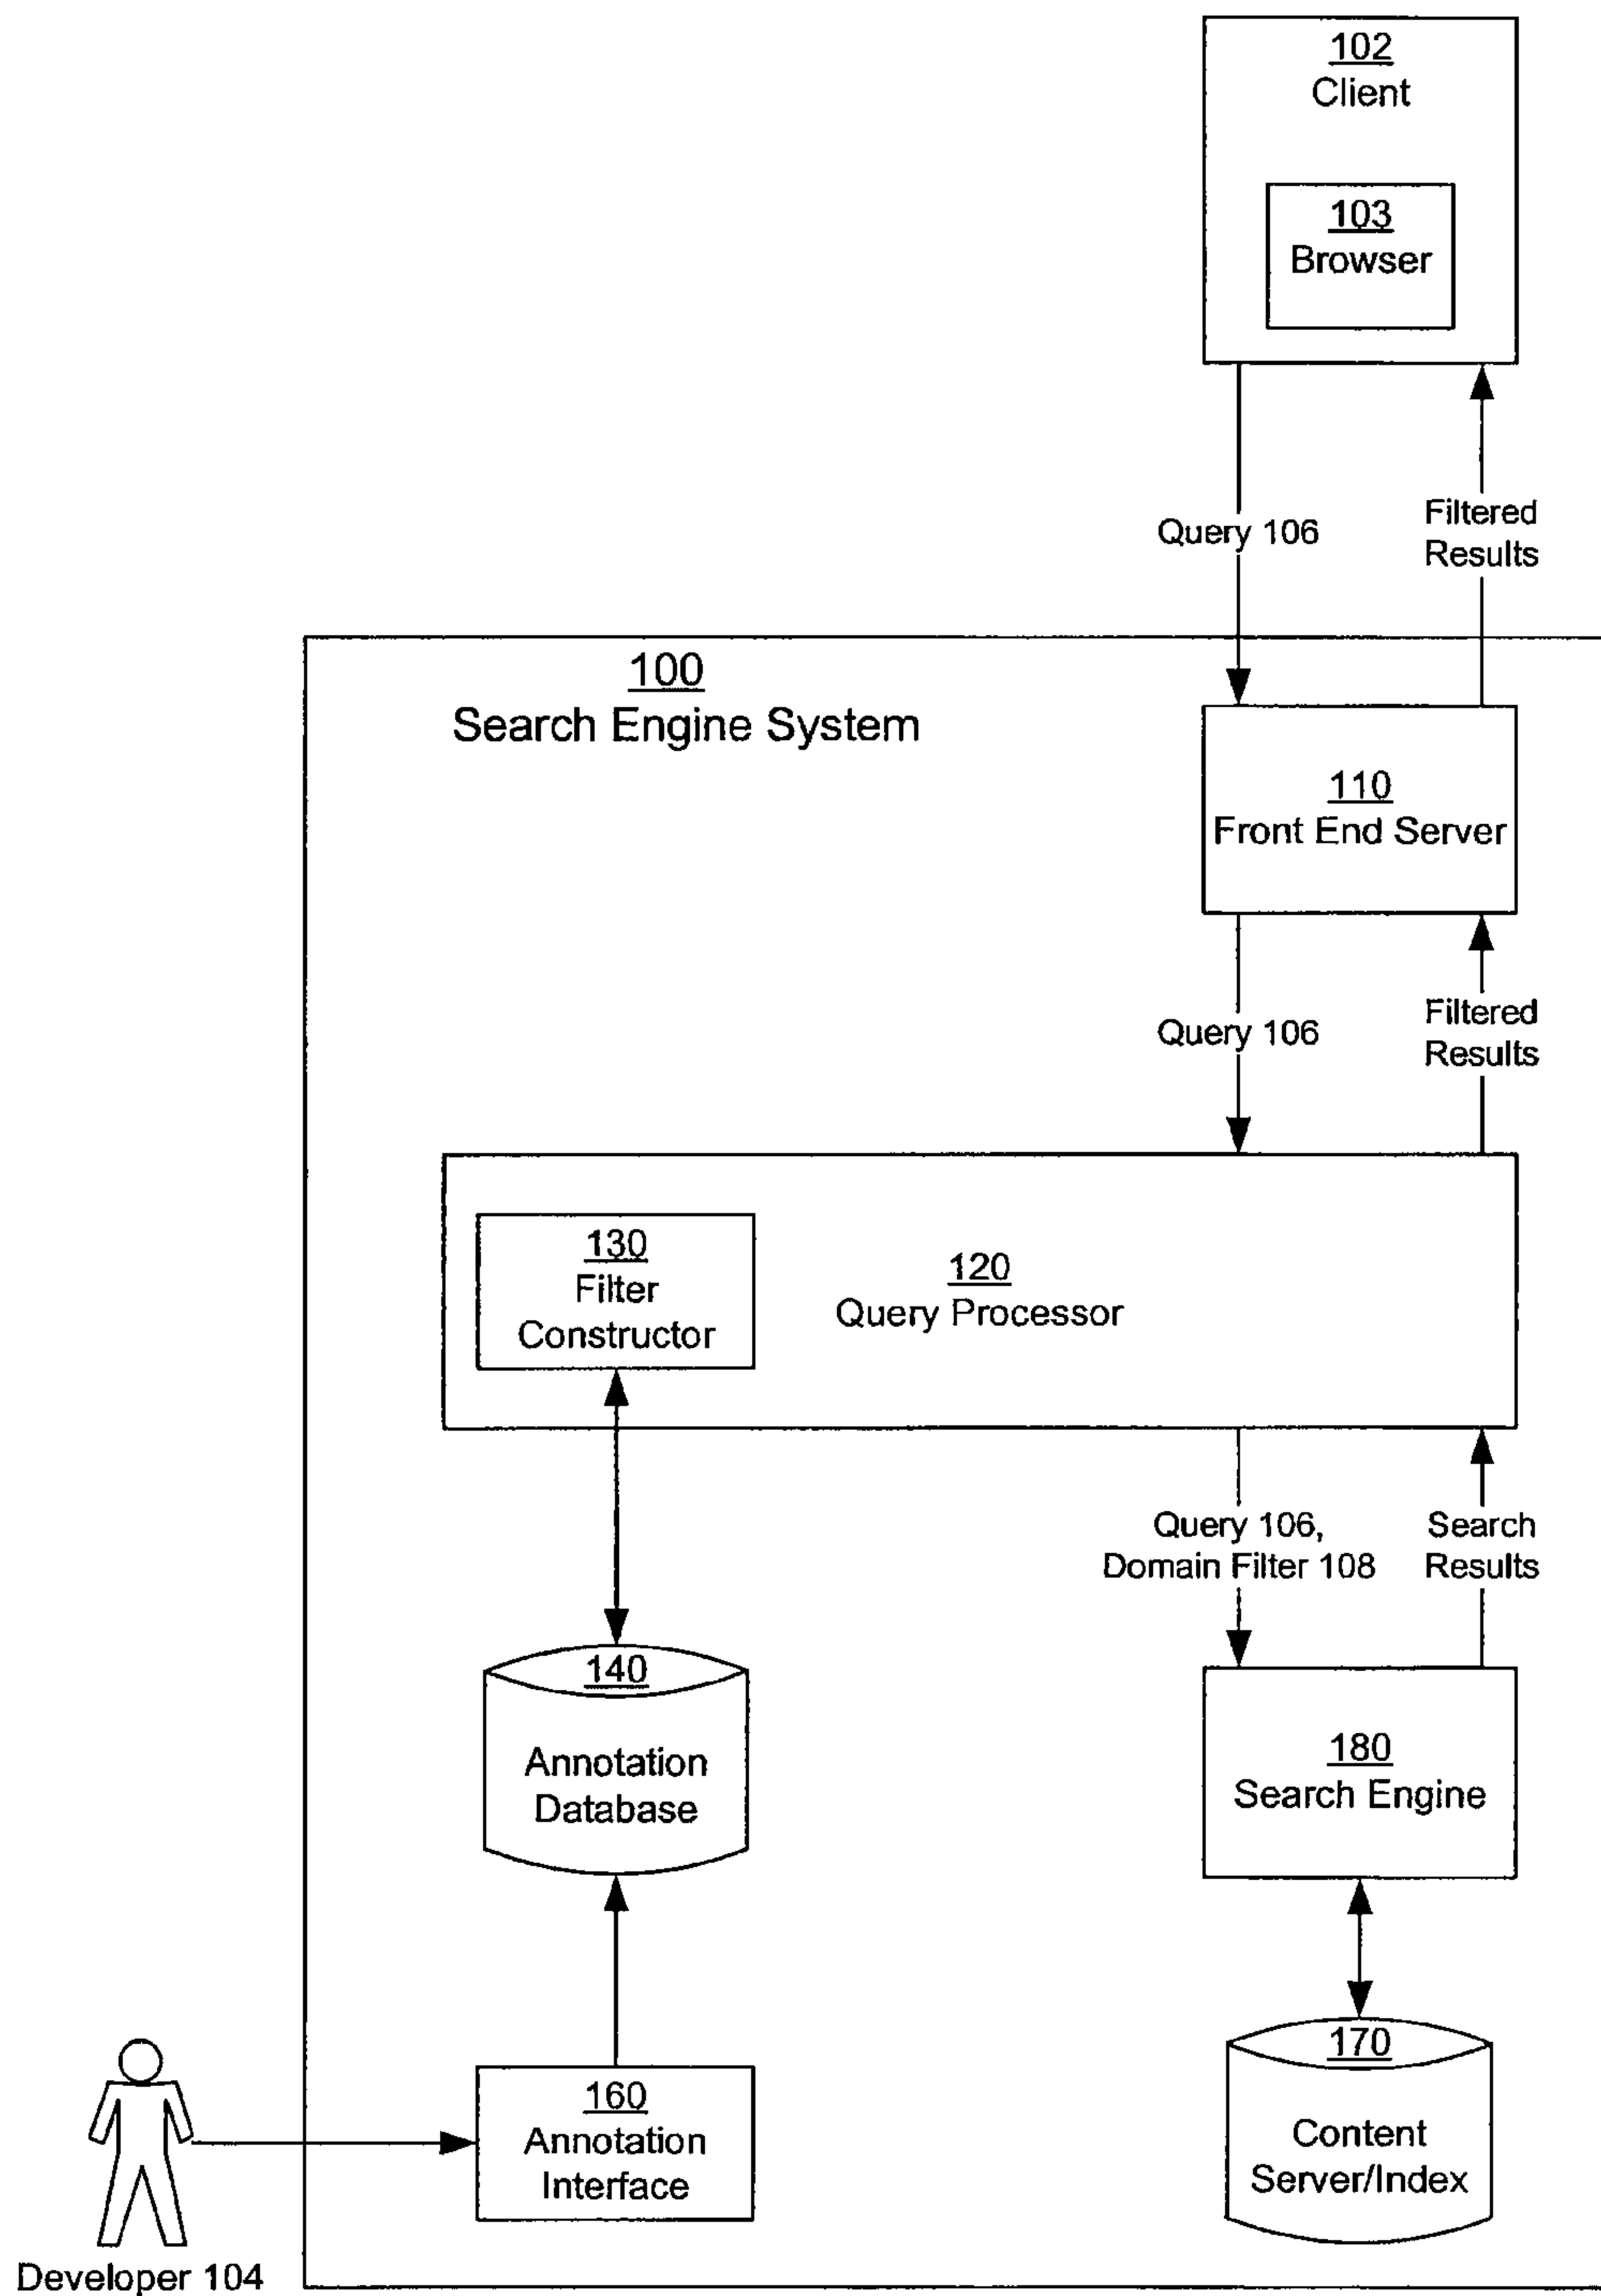 102
Client
103
Browser
Query 106
Filtered
Results
100
Search Engine System
110
Front End Server
Query 106
Filtered
Results
130
Filter
Constructor
120
Query Processor
Query 106,
Domain Filter 108
Search
Results
140
Annotation
Database
180
Search Engine
160
Annotation
Interface
170
Content
Server/Index
Developer 104